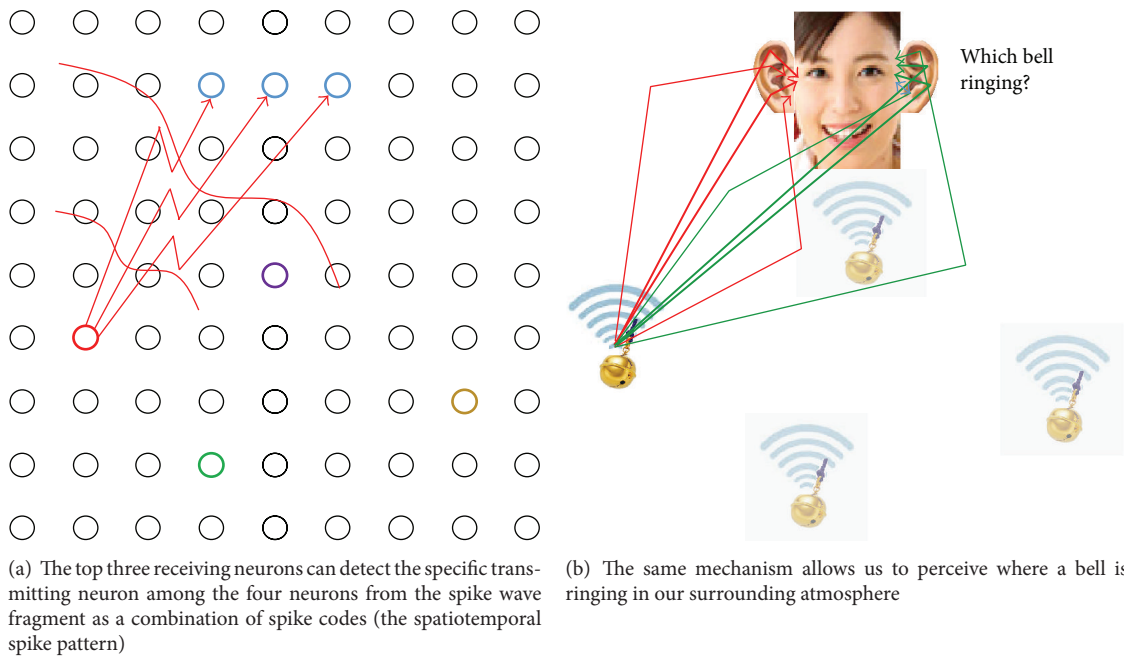 Which bell
ringing?
(a) The top three receiving neurons can detect the specific trans-
mitting neuron among the four neurons from the spike wave
fragment as a combination of spike codes (the spatiotemporal
spike pattern)
(b) The same mechanism allows us to perceive where a bell is
ringing in our surrounding atmosphere